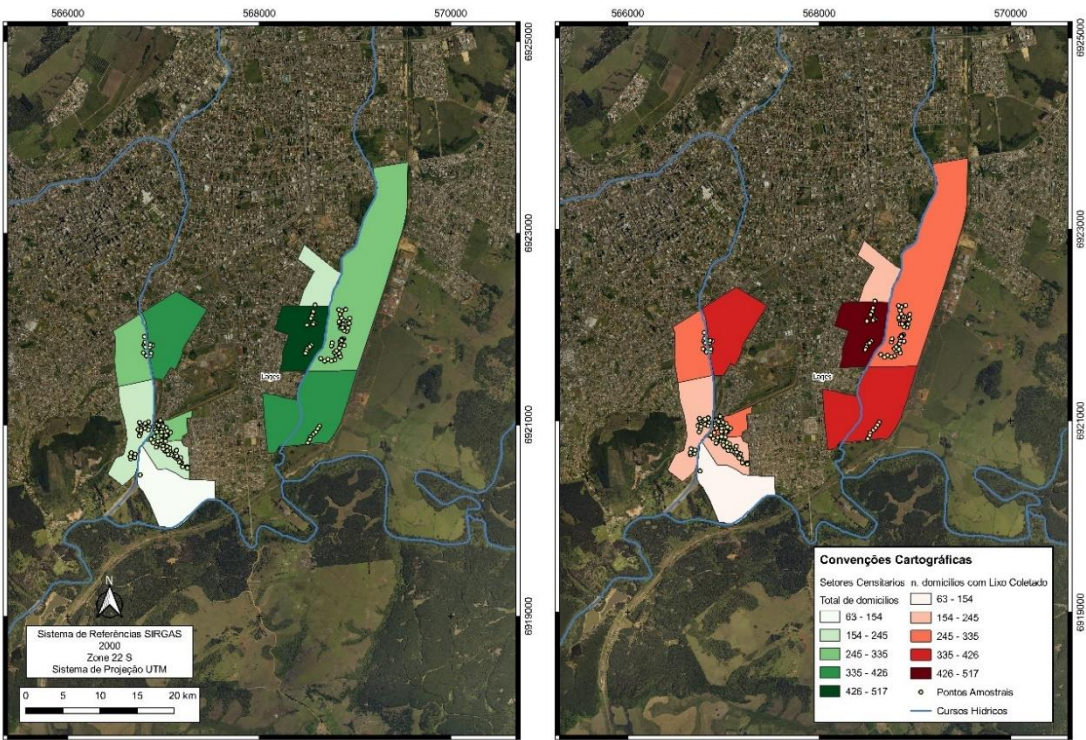 566000 568000 570000
566000 568000 570000
6925000
6923000
6921000
6919000
6925000
6923000
6921000
6919000
Lages
Lages
N
Sistema de Referências SIRGAS
2000
Zone 22 S
Sistema de Projeção UTM
0 5 10 15 20 km
Convenções Cartográficas
Setores Censitarios n. domicilios com Lixo Coletado
Total de domicilios 63 - 154
63 - 154 154 - 245
154 - 245 245 - 335
245 - 335 335 - 426
335 - 426 426 - 517
426 - 517 Pontos Amostrais
Cursos Hídricos